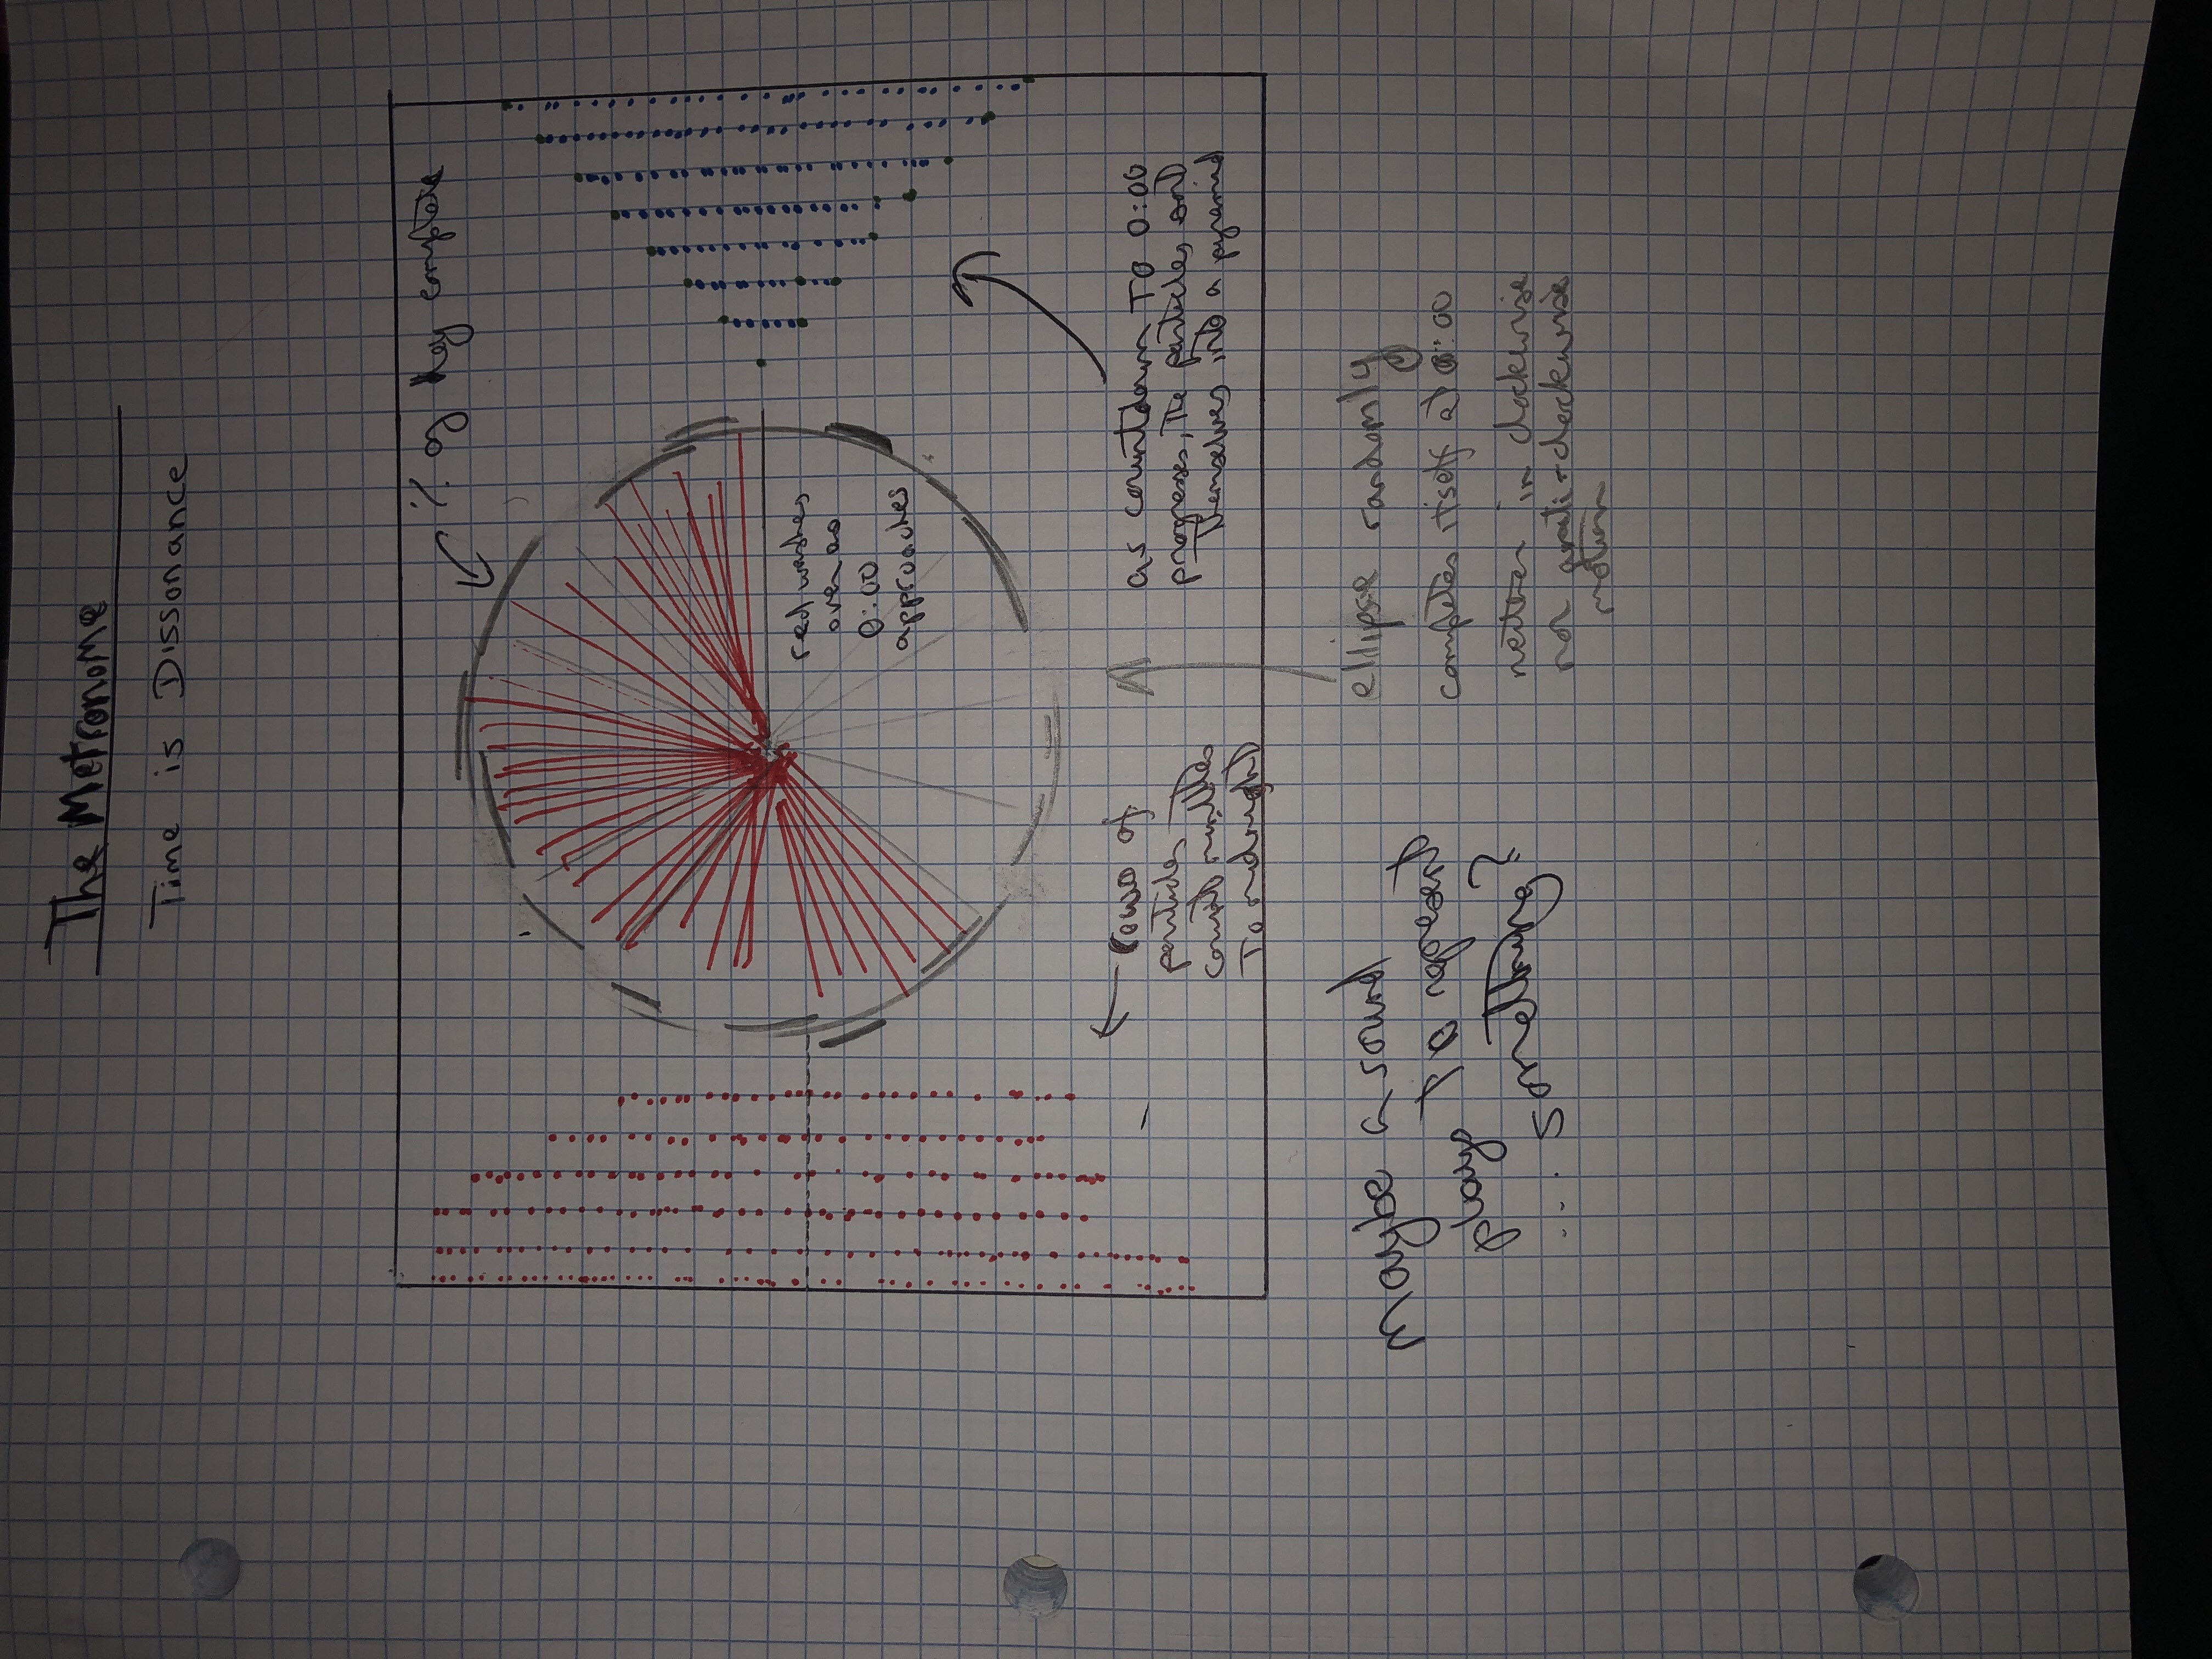 The Metronome
Time is Dissonance
% of day complete
red washes
over as
0:00
approaches
rows of
particles
count minutes
To midnight
as countdown To 0:00
progresses, The particles sort
Themselves into a pyramid
Maybe a sound
plays to represent
... something?
ellipse randomly
completes itself at 0:00
neither in clockwise
nor anti-clockwise
motion